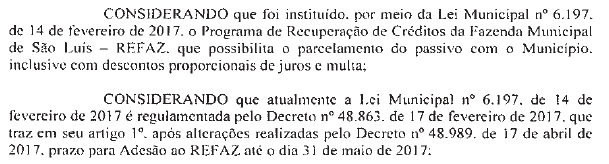 CONSIDERANDO que foi instituído, por meio da Lei Municipal nº 6.197,
de 14 de fevereiro de 2017, o Programa de Recuperação de Créditos da Fazenda Municipal
de São Luís – REFAZ, que possibilita o parcelamento do passivo com o Município,
inclusive com descontos proporcionais de juros e multa;
CONSIDERANDO que atualmente a Lei Municipal nº 6.197, de 14 de
fevereiro de 2017 é regulamentada pelo Decreto nº 48.863, de 17 de fevereiro de 2017, que
traz em seu artigo 1º, após alterações realizadas pelo Decreto nº 48.989, de 17 de abril de
2017, prazo para Adesão ao REFAZ até o dia 31 de maio de 2017;